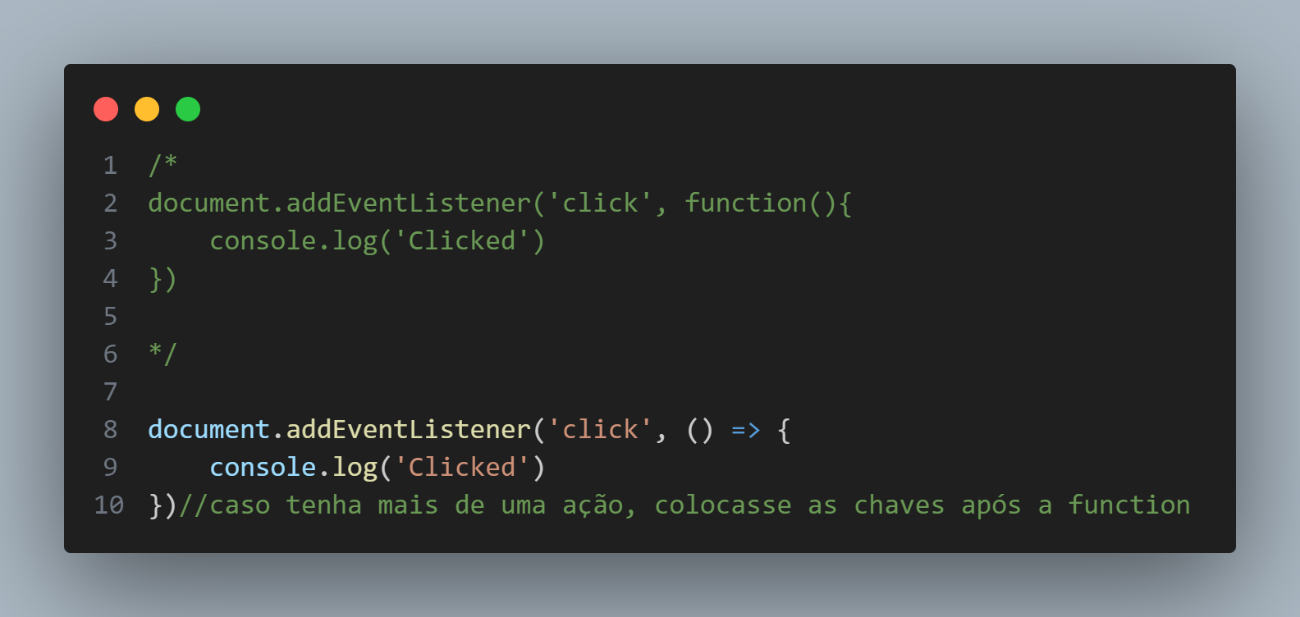 1 /*
2 document.addEventListener('click', function(){
3     console.log('Clicked')
4 })
5
6 */
7
8 document.addEventListener('click', () => {
9     console.log('Clicked')
10 })//caso tenha mais de uma ação, colocasse as chaves após a function